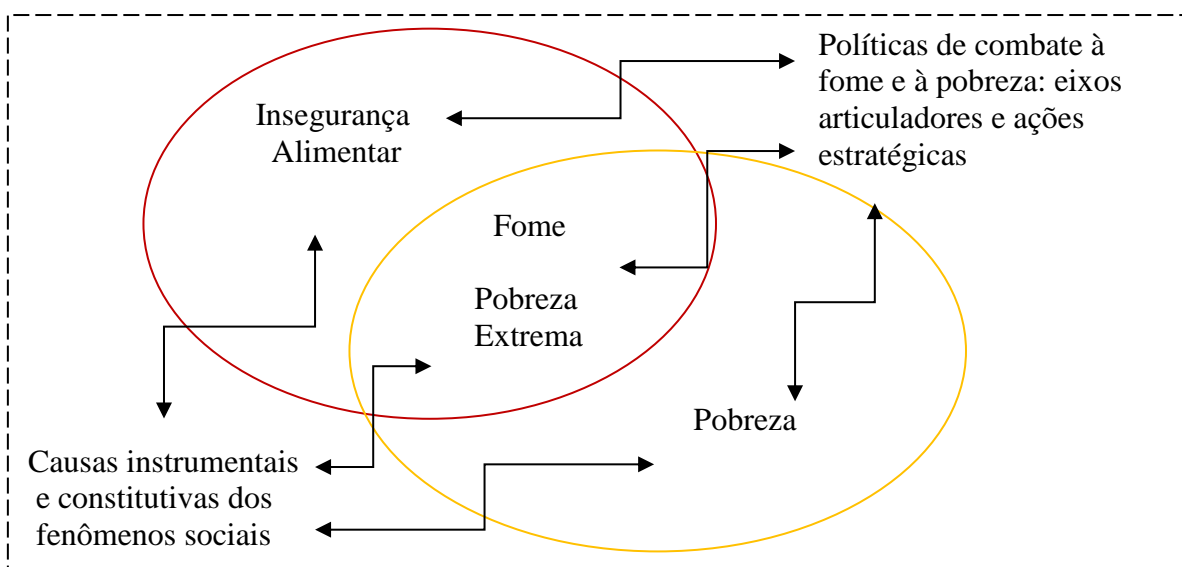 Políticas de combate à
fome e à pobreza: eixos
articuladores e ações
estratégicas
Insegurança
Alimentar
Fome
Pobreza
Extrema
Pobreza
Causas instrumentais
e constitutivas dos
fenômenos sociais